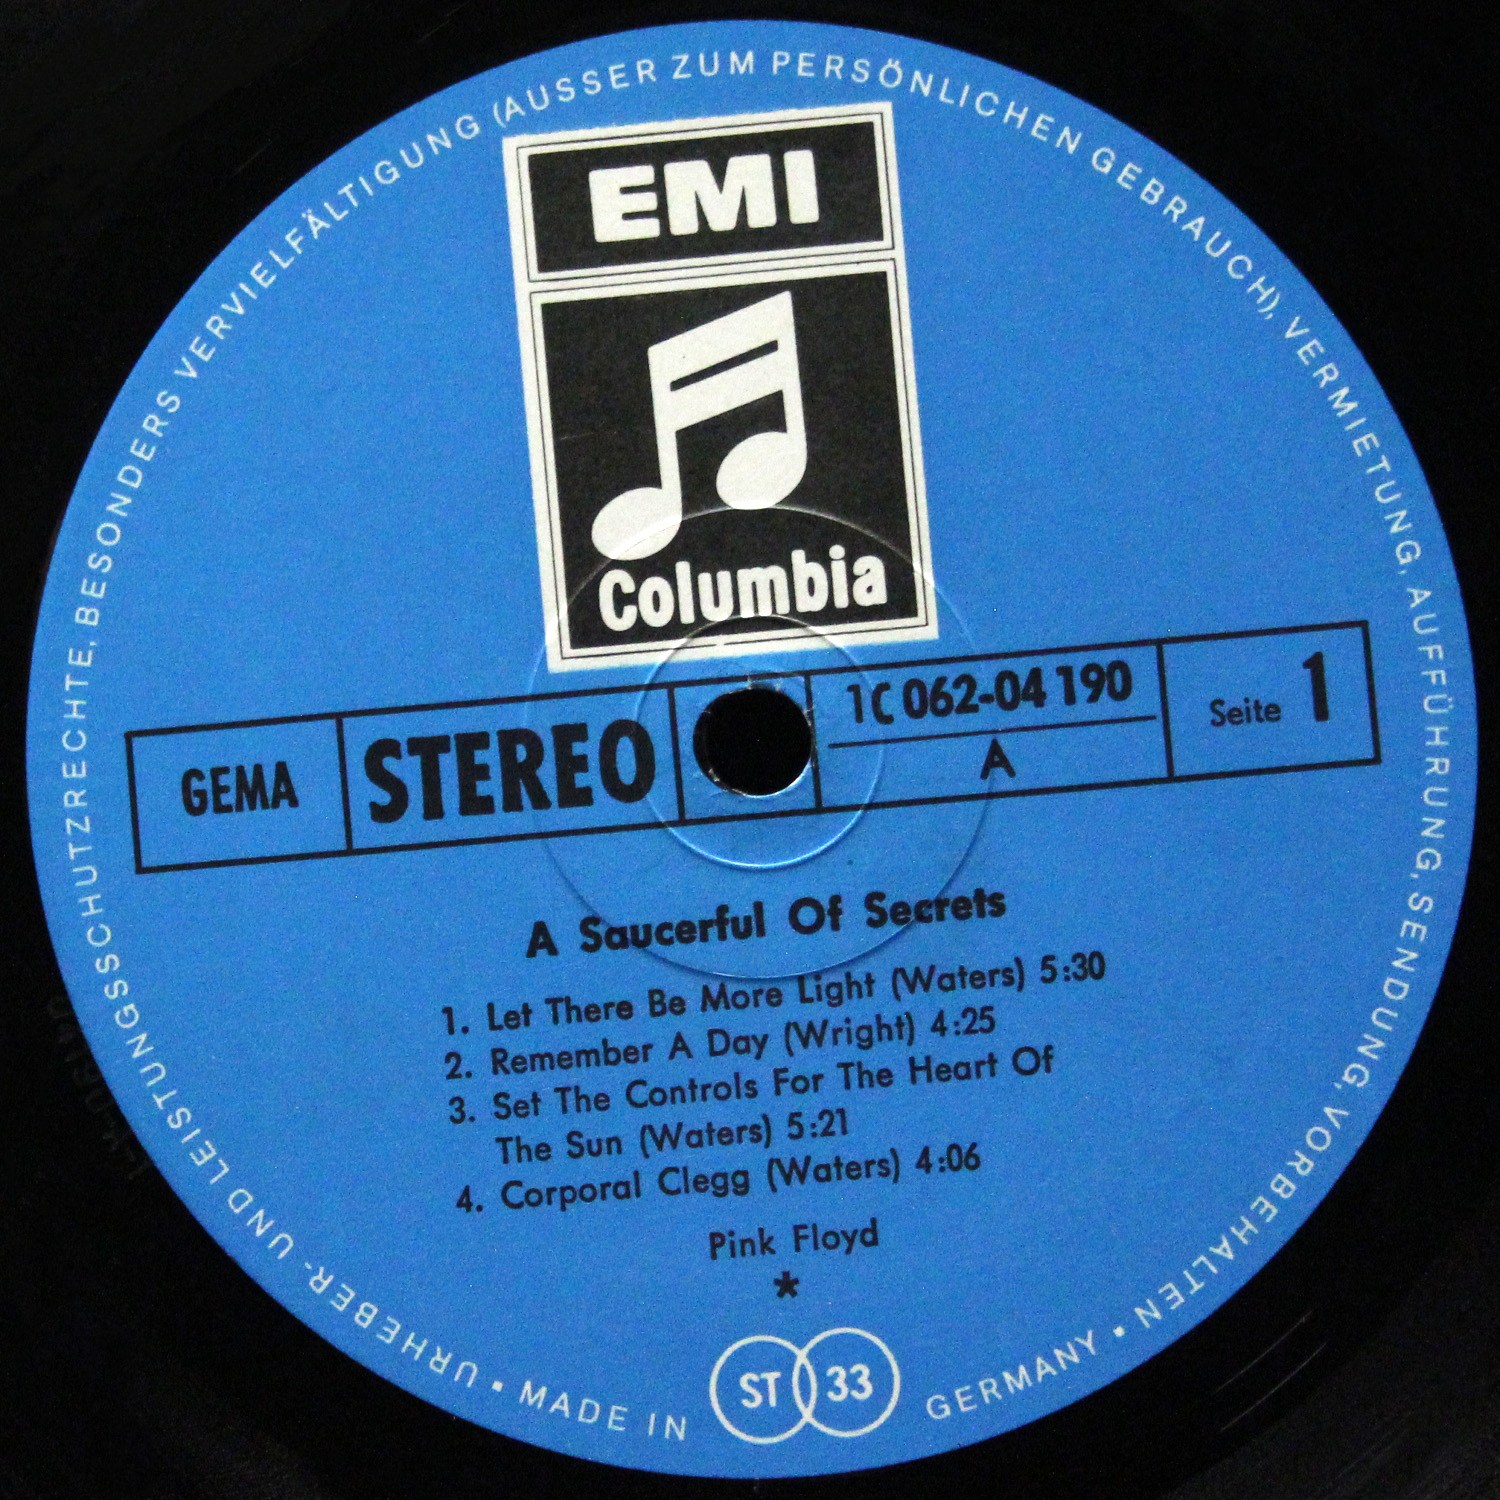 URHEBER- UND LEISTUNGSSCHUTZRECHTE, BESONDERS VERVIELFÄLTIGUNG (AUSSER ZUM PERSÖNLICHEN GEBRAUCH), VERMIETUNG, AUFFÜHRUNG, SENDUNG, VORBEHALTEN
EMI
Columbia
GEMA
STEREO
1C 062-04 190
A
Seite 1
A Saucerful Of Secrets
1. Let There Be More Light (Waters) 5:30
2. Remember A Day (Wright) 4:25
3. Set The Controls For The Heart Of
The Sun (Waters) 5:21
4. Corporal Clegg (Waters) 4:06
Pink Floyd
*
ST 33
▪ MADE IN GERMANY ▪